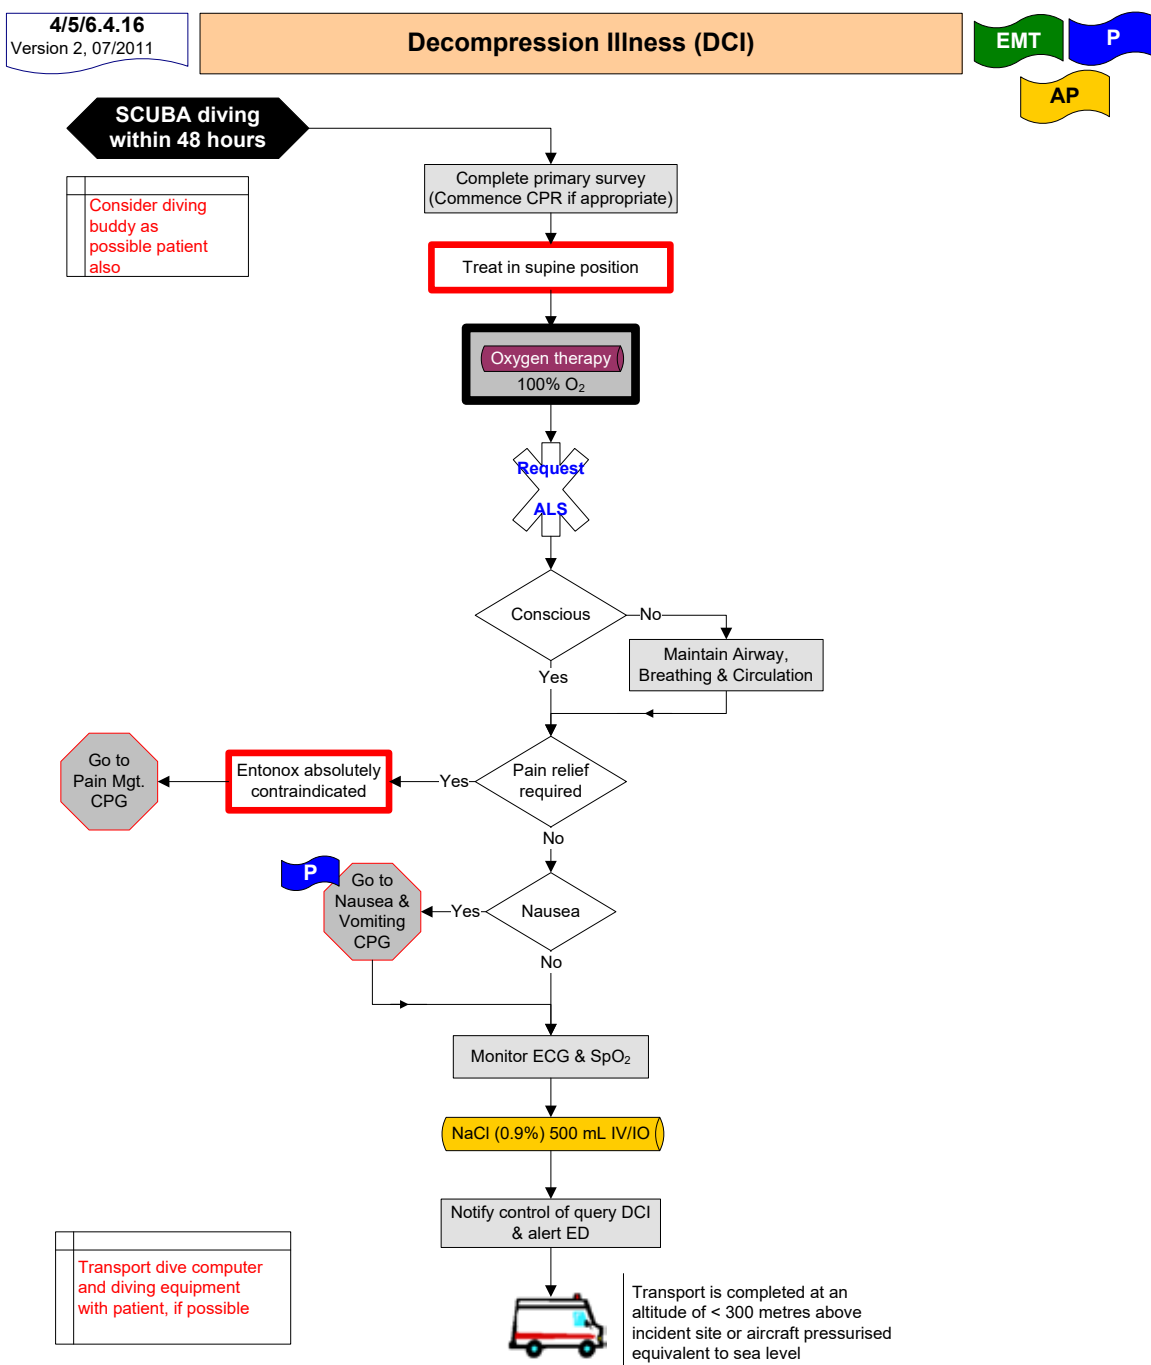 4/5/6.4.16
Version 2, 07/2011
Decompression Illness (DCI)
EMT
P
AP
SCUBA diving
within 48 hours
Consider diving
buddy as
possible patient
also
Complete primary survey
(Commence CPR if appropriate)
Treat in supine position
Oxygen therapy
100% O₂
Request
ALS
Conscious
No
Maintain Airway,
Breathing & Circulation
Yes
Pain relief
required
Yes
Entonox absolutely
contraindicated
Go to
Pain Mgt.
CPG
No
P
Go to
Nausea &
Vomiting
CPG
Yes
Nausea
No
Monitor ECG & SpO₂
NaCl (0.9%) 500 mL IV/IO
Notify control of query DCI
& alert ED
Transport dive computer
and diving equipment
with patient, if possible
Transport is completed at an
altitude of < 300 metres above
incident site or aircraft pressurised
equivalent to sea level